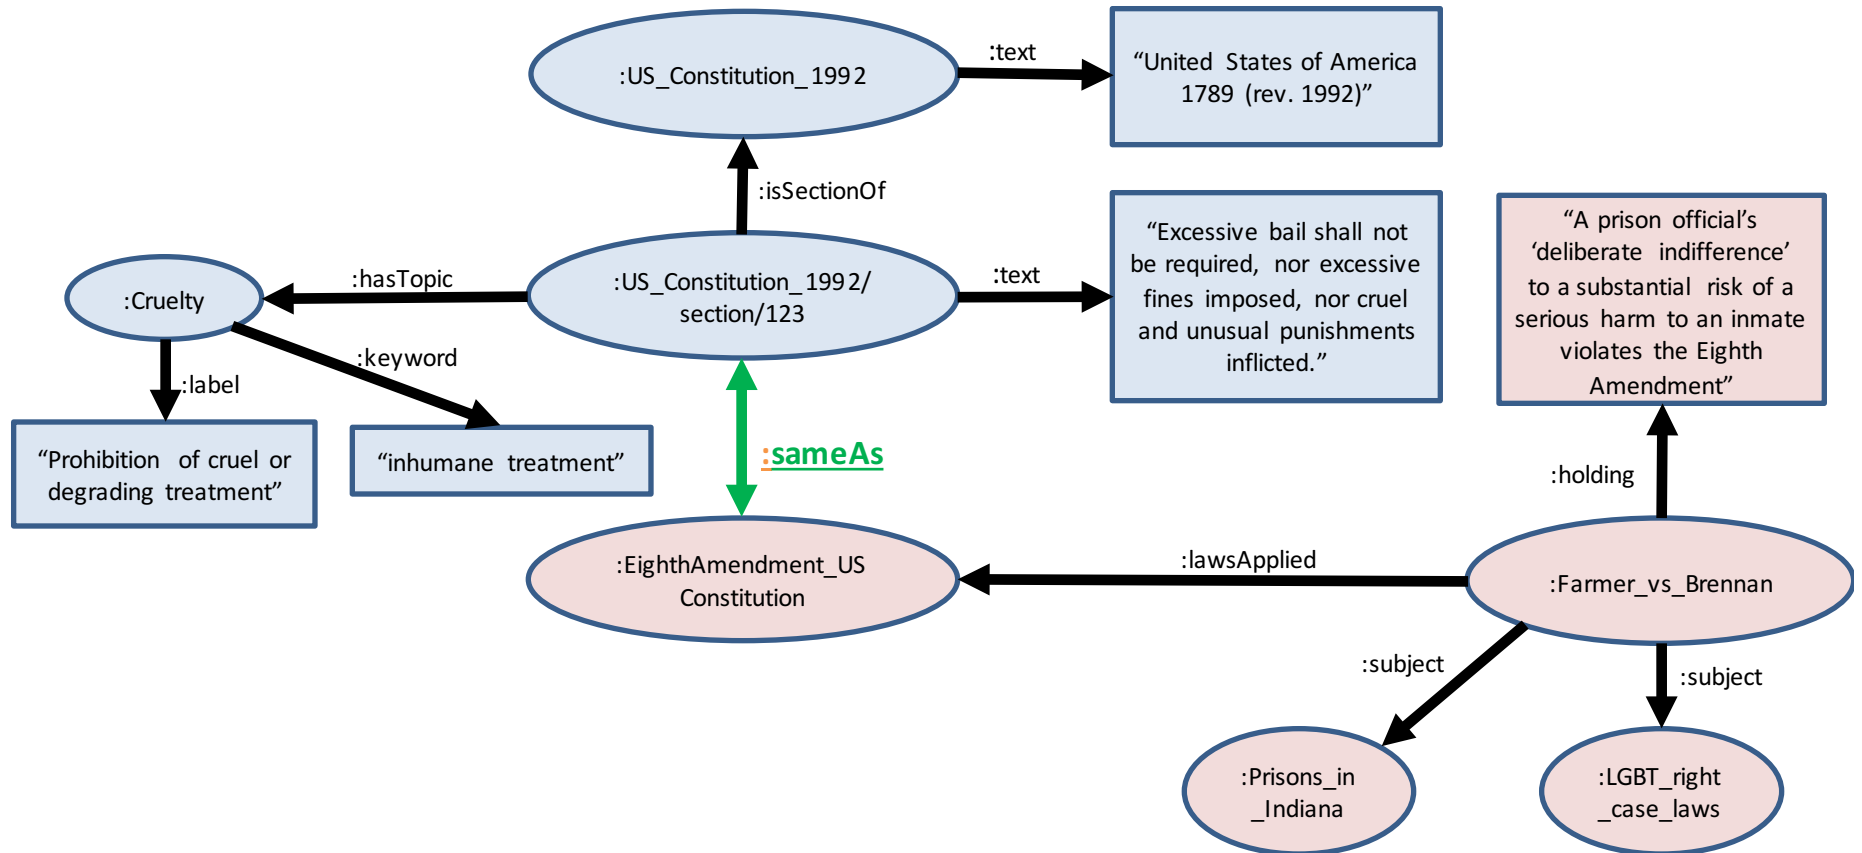 :US_Constitution_1992
:text
“United States of America
1789 (rev. 1992)”
:isSectionOf
:Cruelty
:hasTopic
:US_Constitution_1992/
section/123
:text
“Excessive bail shall not
be required, nor excessive
fines imposed, nor cruel
and unusual punishments
inflicted.”
“A prison official’s
‘deliberate indifference’
to a substantial risk of a
serious harm to an inmate
violates the Eighth
Amendment”
:label
:keyword
“Prohibition of cruel or
degrading treatment”
“inhumane treatment”
:sameAs
:holding
:EighthAmendment_US
Constitution
:lawsApplied
:Farmer_vs_Brennan
:subject
:subject
:Prisons_in
_Indiana
:LGBT_right
_case_laws